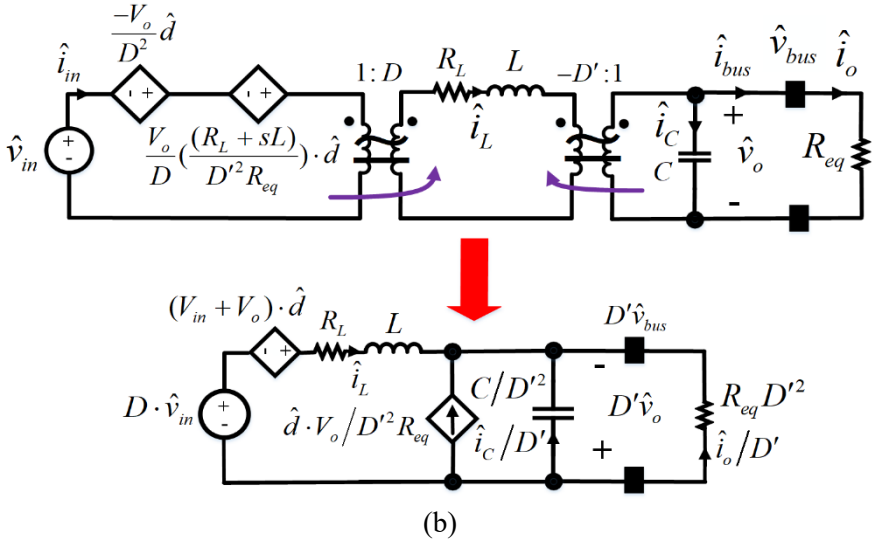 -V_o/D² d̂
î_in
1:D
R_L
L
-D':1
î_bus
v̂_bus
î_o
- +
- +
+
-
v̂_in
V_o/D ((R_L + sL)/(D'² R_eq))·d̂
î_L
î_C
C
+
v̂_o
-
R_eq
(V_in + V_o)·d̂
- +
R_L
L
D'v̂_bus
î_L
+
-
D·v̂_in
d̂·V_o/D'² R_eq
C/D'²
î_C/D'
-
D'v̂_o
+
R_eq D'²
î_o/D'
(b)